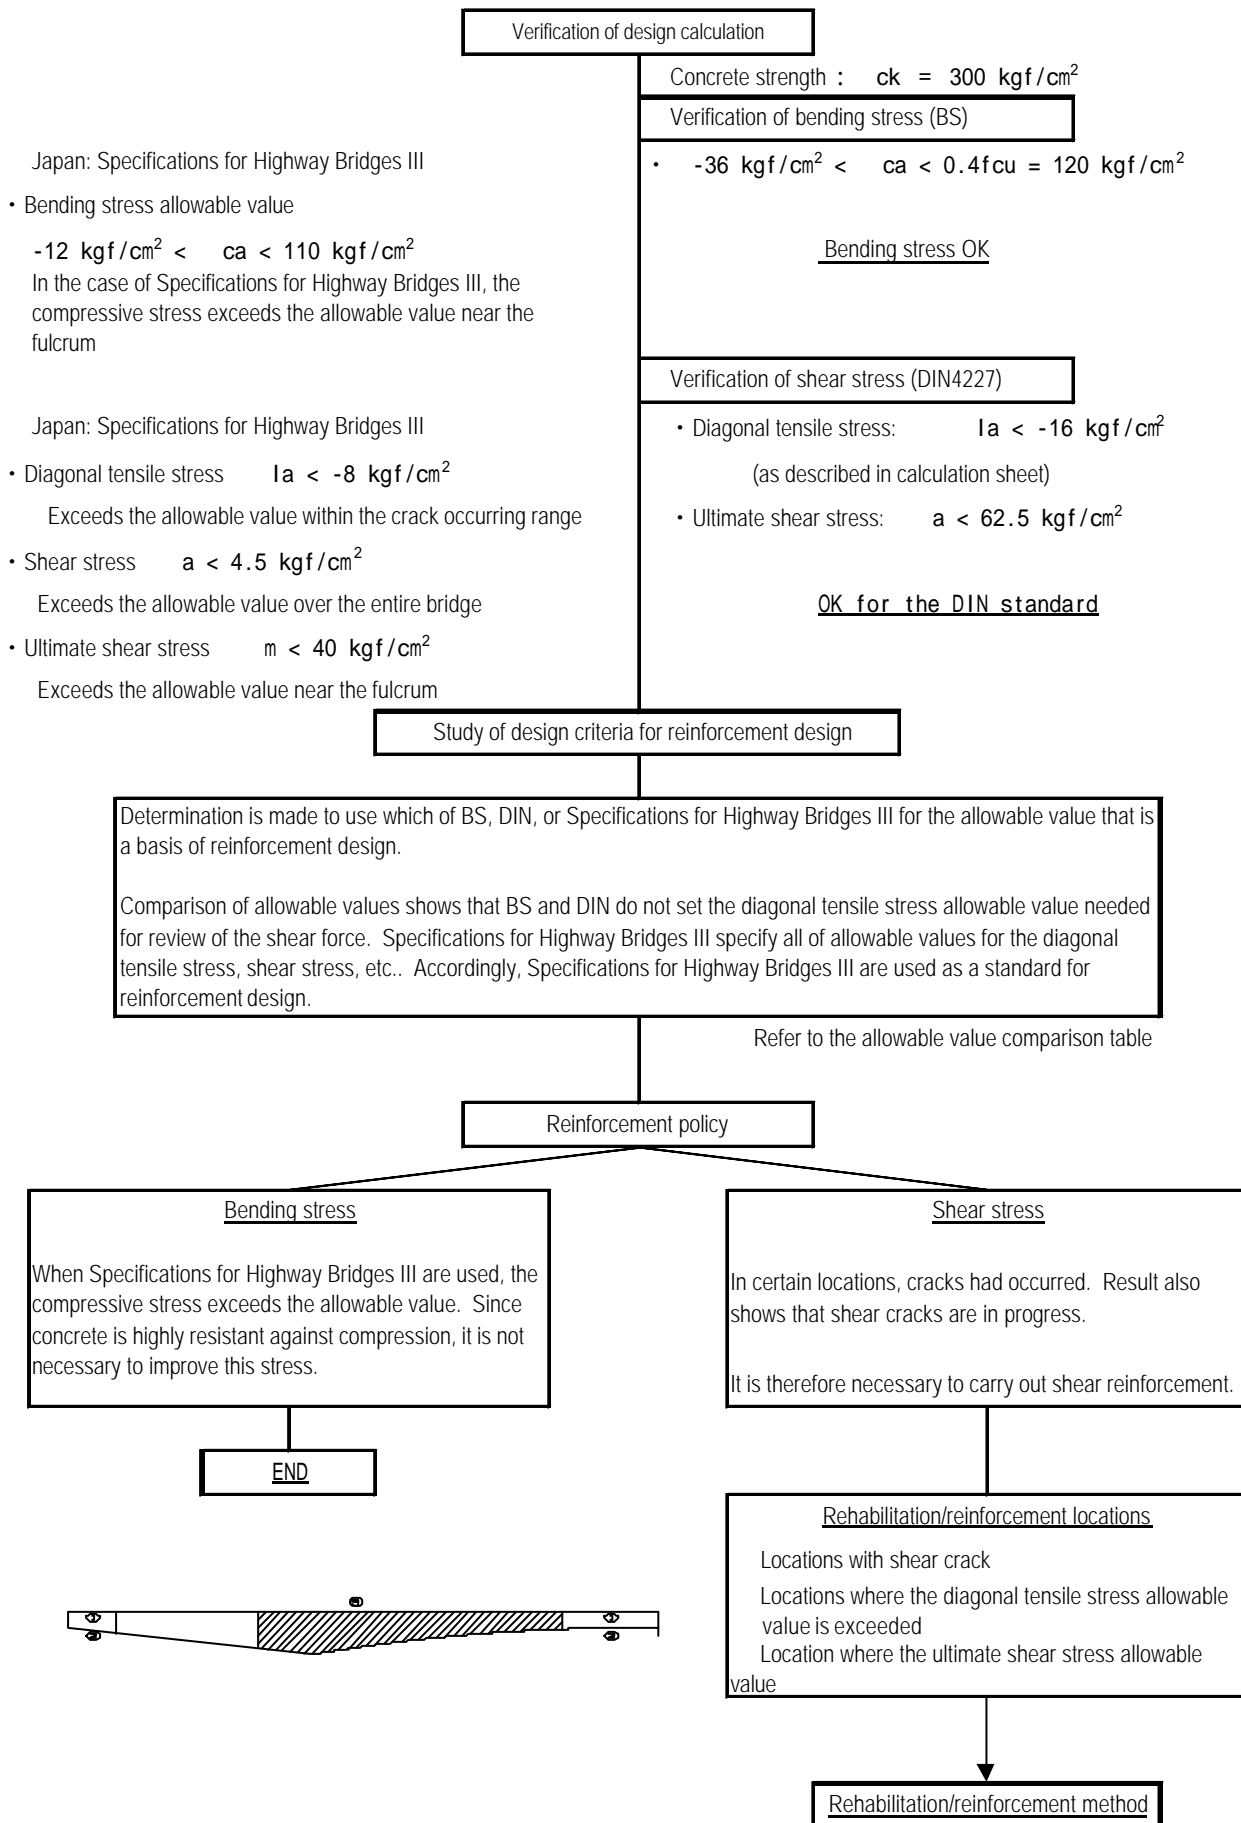 Verification of design calculation
Concrete strength : ck = 300 kgf/cm²
Verification of bending stress (BS)
Japan: Specifications for Highway Bridges III
・Bending stress allowable value
-12 kgf/cm² < ca < 110 kgf/cm²
In the case of Specifications for Highway Bridges III, the
compressive stress exceeds the allowable value near the
fulcrum
・ -36 kgf/cm² < ca < 0.4fcu = 120 kgf/cm²
Bending stress OK
Verification of shear stress (DIN4227)
Japan: Specifications for Highway Bridges III
・Diagonal tensile stress Ia < -8 kgf/cm²
Exceeds the allowable value within the crack occurring range
・Shear stress a < 4.5 kgf/cm²
Exceeds the allowable value over the entire bridge
・Ultimate shear stress m < 40 kgf/cm²
Exceeds the allowable value near the fulcrum
・Diagonal tensile stress: Ia < -16 kgf/cm²
(as described in calculation sheet)
・Ultimate shear stress: a < 62.5 kgf/cm²
OK for the DIN standard
Study of design criteria for reinforcement design
Determination is made to use which of BS, DIN, or Specifications for Highway Bridges III for the allowable value that is
a basis of reinforcement design.
Comparison of allowable values shows that BS and DIN do not set the diagonal tensile stress allowable value needed
for review of the shear force. Specifications for Highway Bridges III specify all of allowable values for the diagonal
tensile stress, shear stress, etc.. Accordingly, Specifications for Highway Bridges III are used as a standard for
reinforcement design.
Refer to the allowable value comparison table
Reinforcement policy
Bending stress
When Specifications for Highway Bridges III are used, the
compressive stress exceeds the allowable value. Since
concrete is highly resistant against compression, it is not
necessary to improve this stress.
END
Shear stress
In certain locations, cracks had occurred. Result also
shows that shear cracks are in progress.
It is therefore necessary to carry out shear reinforcement.
Rehabilitation/reinforcement locations
Locations with shear crack
Locations where the diagonal tensile stress allowable
value is exceeded
Location where the ultimate shear stress allowable
value
Rehabilitation/reinforcement method